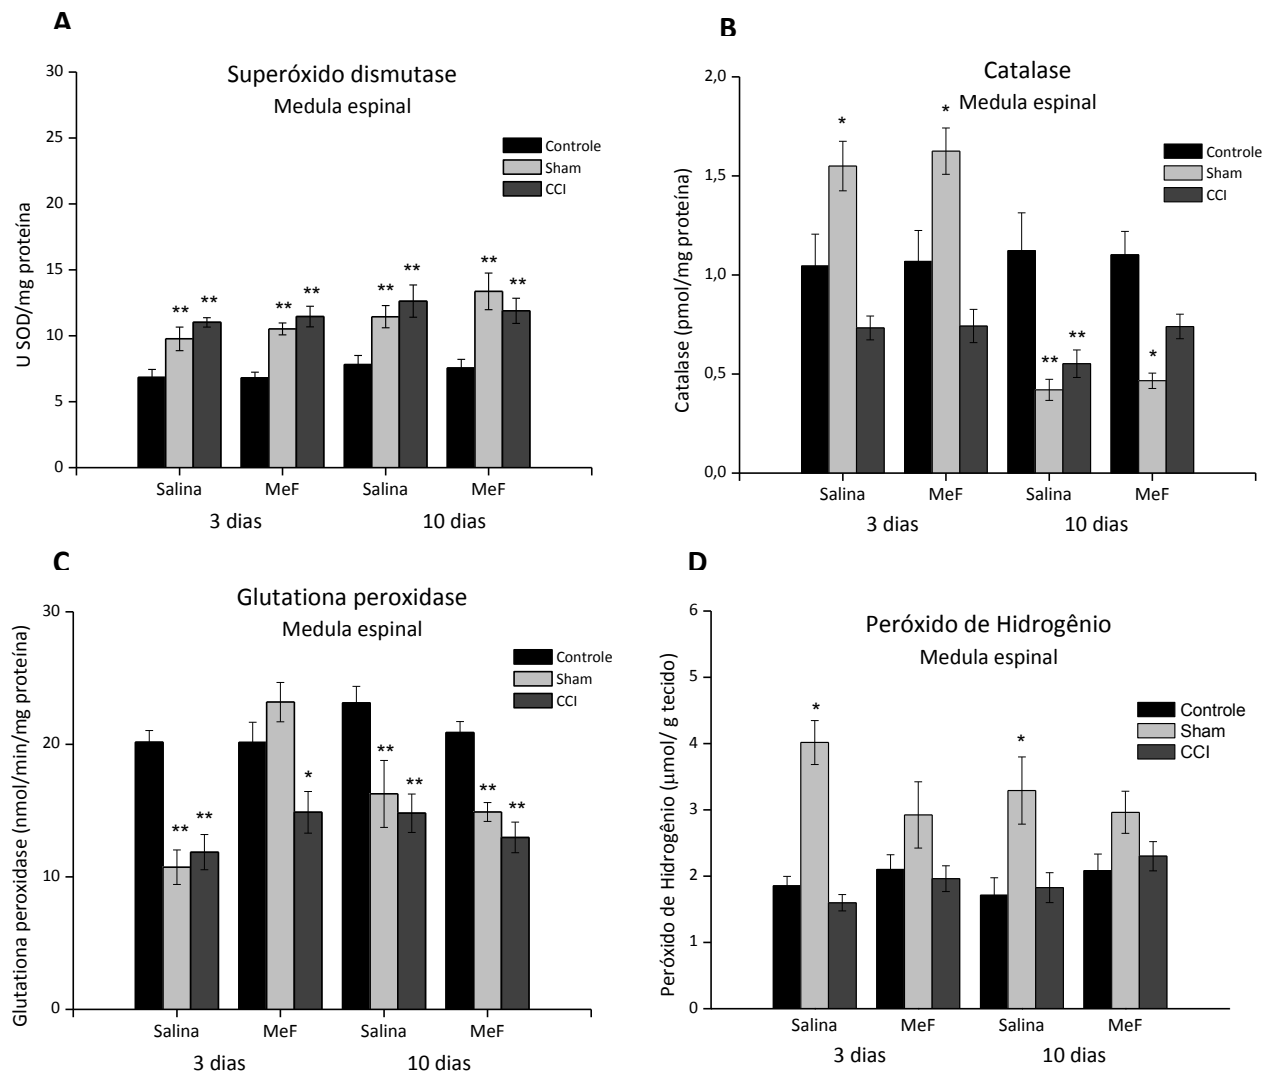 A
Superóxido dismutase
Medula espinal
U SOD/mg proteína
30
25
20
15
10
5
0
Controle
Sham
CCI
** ** ** ** ** ** ** **
Salina MeF Salina MeF
3 dias 10 dias
B
Catalase
Medula espinal
Catalase (pmol/mg proteína)
2,0
1,5
1,0
0,5
0,0
Controle
Sham
CCI
* * ** ** *
Salina MeF Salina MeF
3 dias 10 dias
C
Glutationa peroxidase
Medula espinal
Glutationa peroxidase (nmol/min/mg proteína)
30
20
10
0
Controle
Sham
CCI
** ** * ** ** ** **
Salina MeF Salina MeF
3 dias 10 dias
D
Peróxido de Hidrogênio
Medula espinal
Peróxido de Hidrogênio (µmol/ g tecido)
6
5
4
3
2
1
0
Controle
Sham
CCI
* *
Salina MeF Salina MeF
3 dias 10 dias